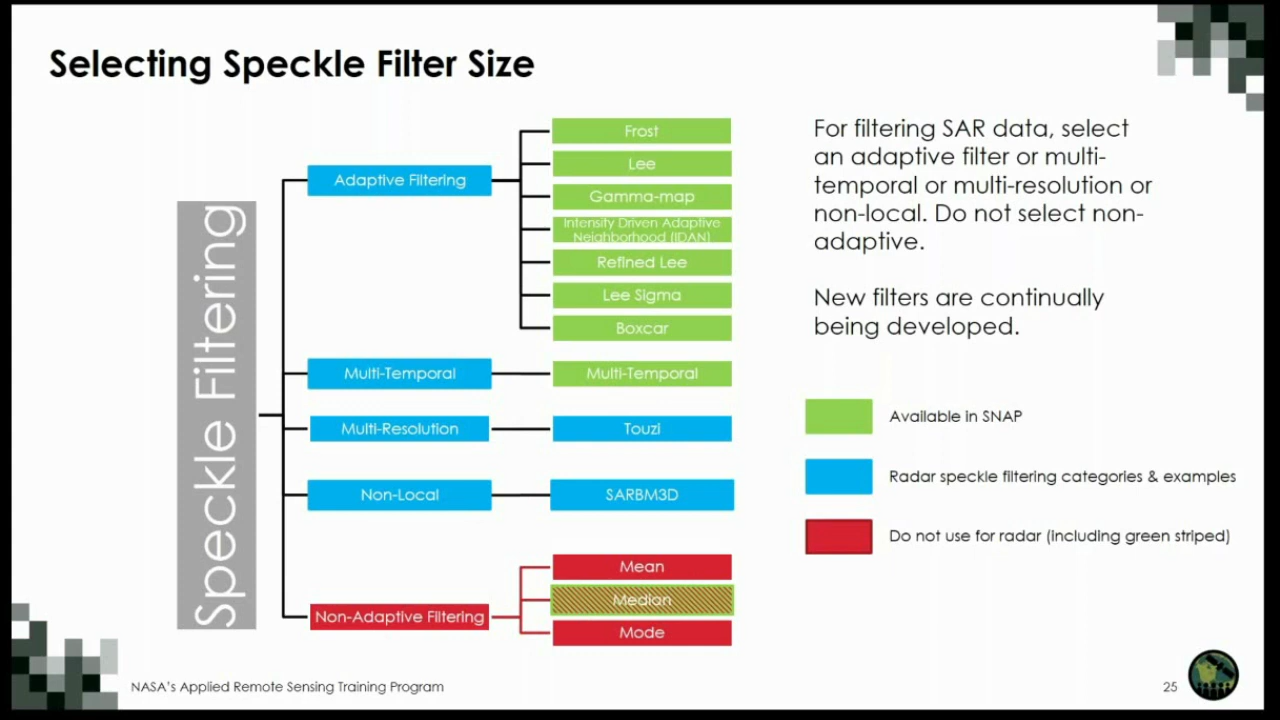 Selecting Speckle Filter Size
Speckle Filtering
Adaptive Filtering
Frost
Lee
Gamma-map
Intensity Driven Adaptive
Neighborhood (IDAN)
Refined Lee
Lee Sigma
Boxcar
Multi-Temporal
Multi-Temporal
Multi-Resolution
Touzi
Non-Local
SARBM3D
Non-Adaptive Filtering
Mean
Median
Mode
For filtering SAR data, select
an adaptive filter or multi-
temporal or multi-resolution or
non-local. Do not select non-
adaptive.
New filters are continually
being developed.
Available in SNAP
Radar speckle filtering categories & examples
Do not use for radar (including green striped)
NASA's Applied Remote Sensing Training Program
25